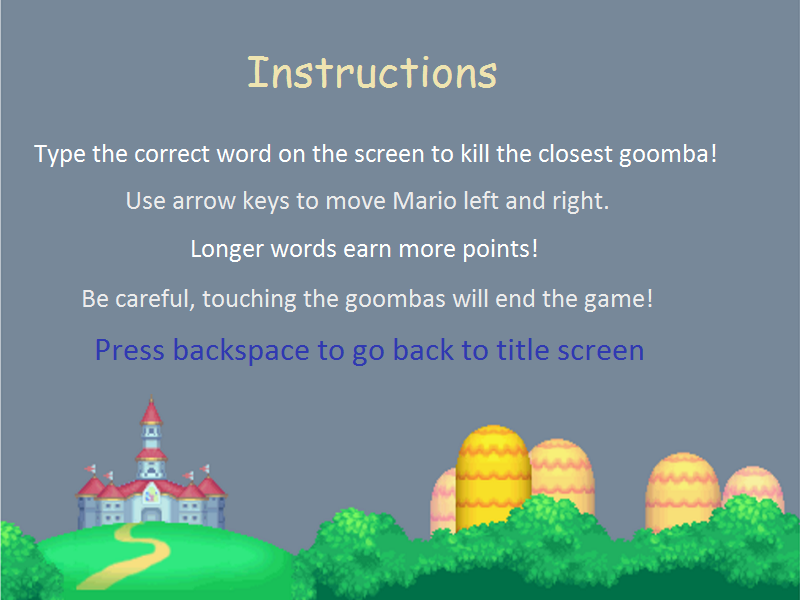 Instructions
Type the correct word on the screen to kill the closest goomba!
Use arrow keys to move Mario left and right.
Longer words earn more points!
Be careful, touching the goombas will end the game!
Press backspace to go back to title screen